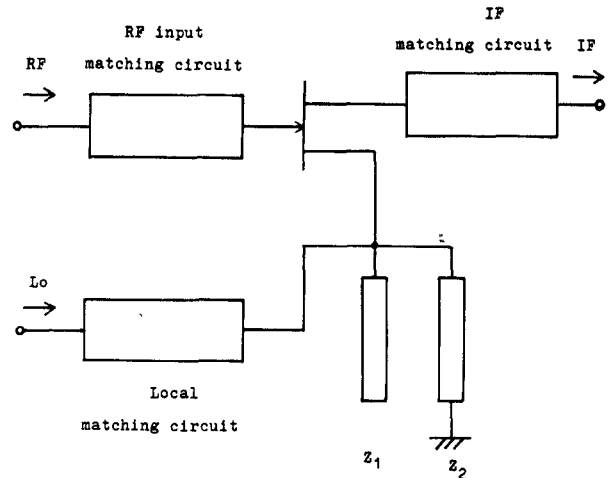 IF
RF input
matching circuit
matching circuit
IF
RF
Lo
Local
matching circuit
Z1
Z2